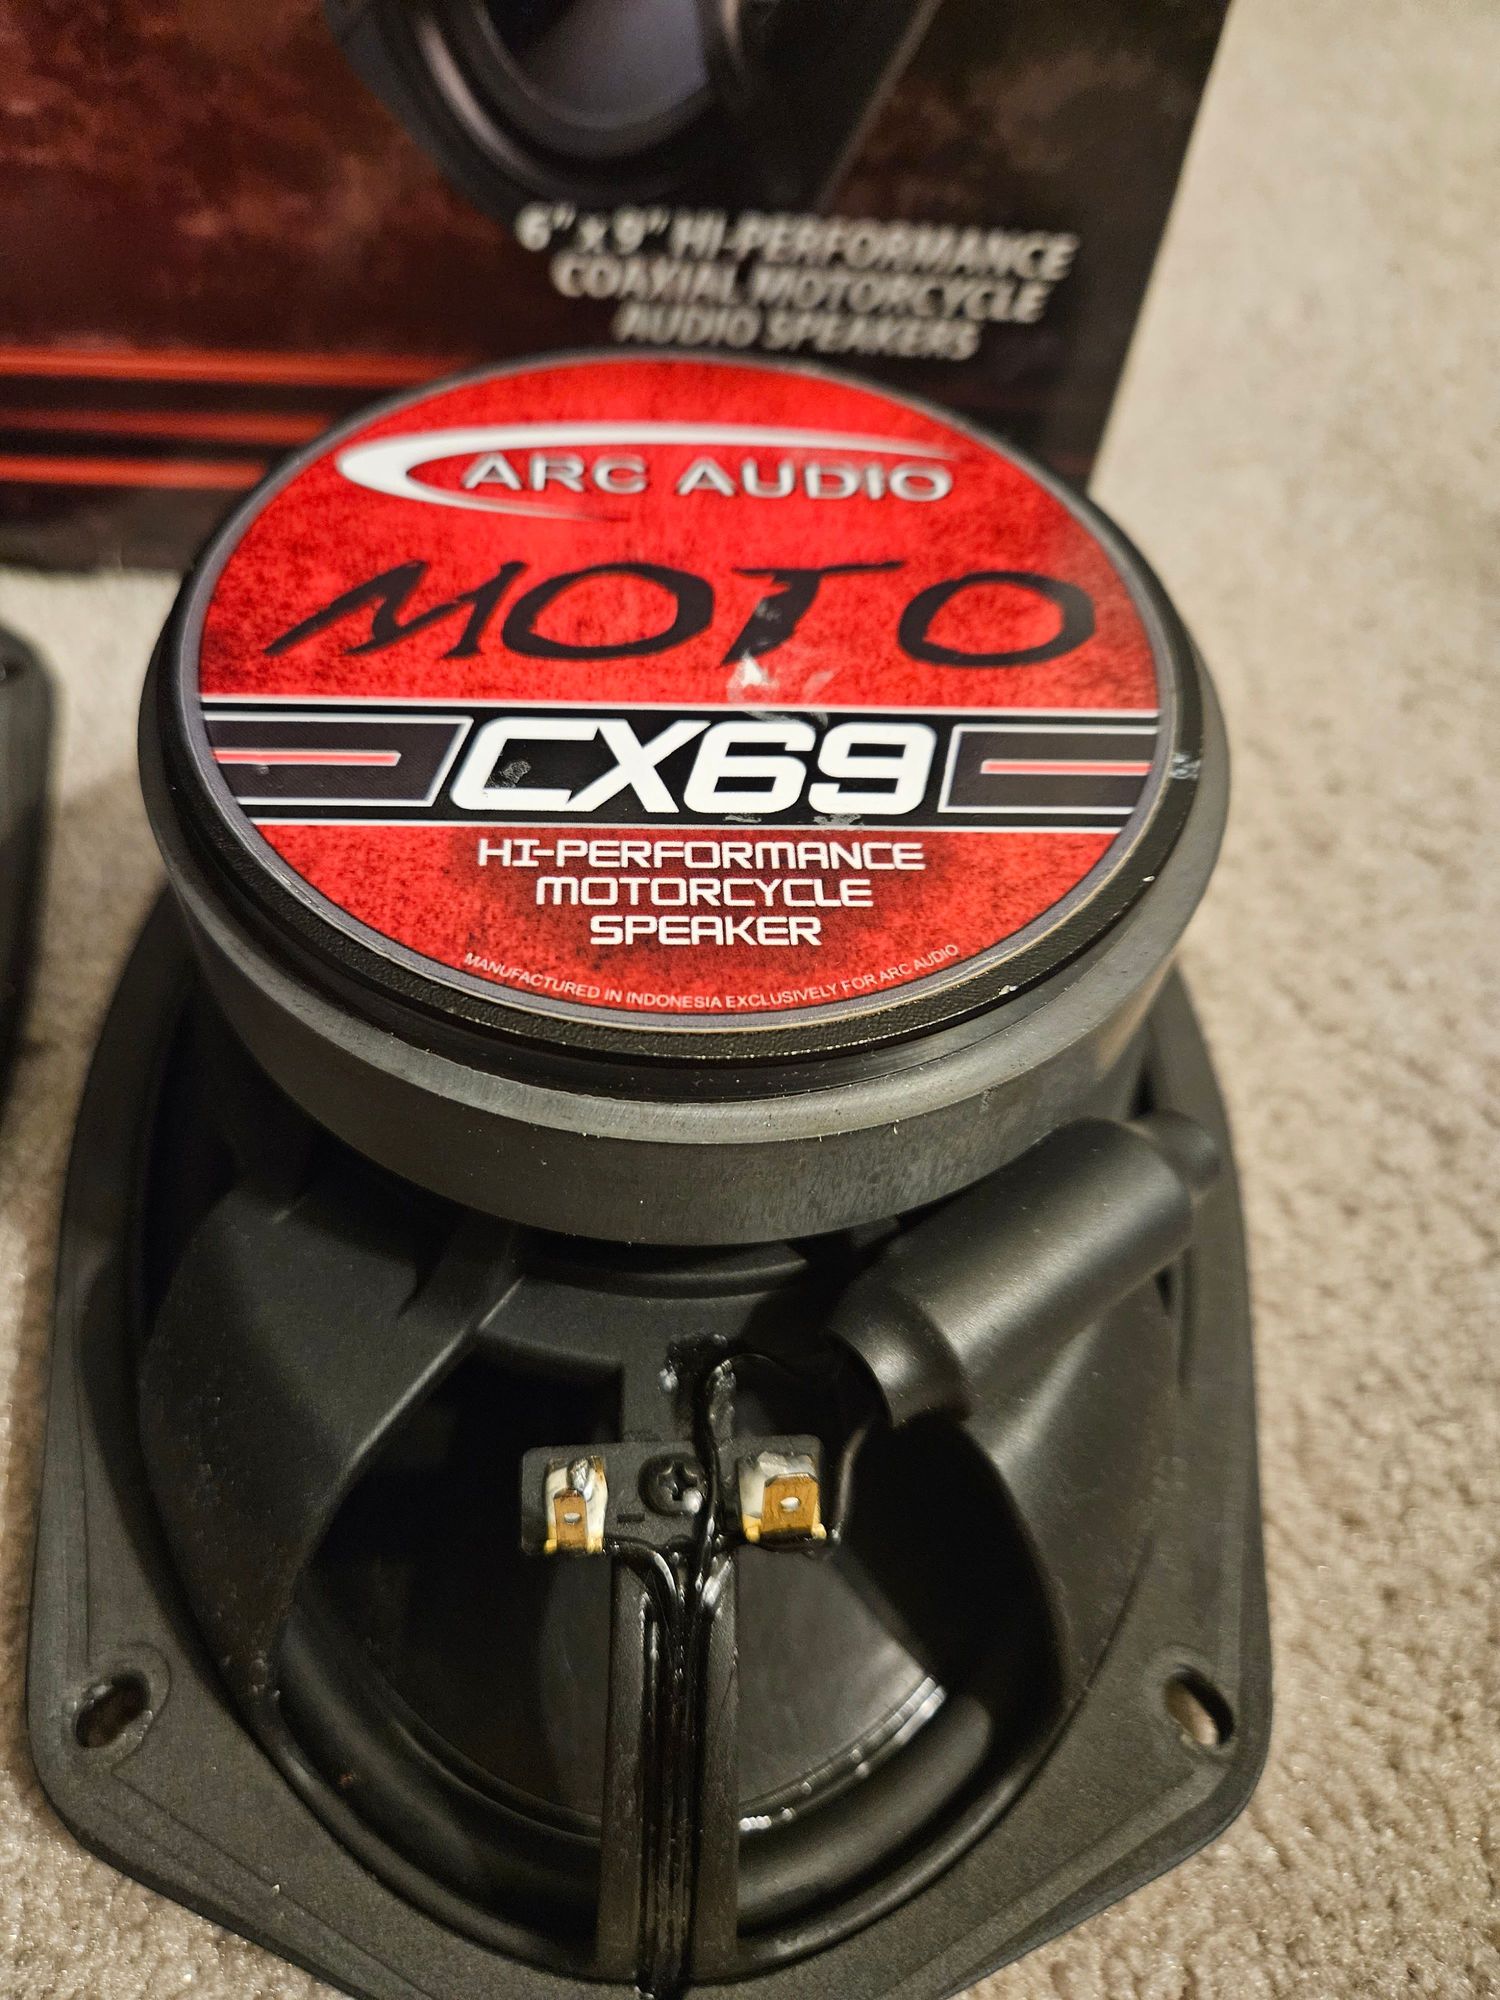 6" x 9" HI-PERFORMANCE
COAXIAL MOTORCYCLE
AUDIO SPEAKERS
ARC AUDIO
MOTO
CX69
HI-PERFORMANCE
MOTORCYCLE
SPEAKER
MANUFACTURED IN INDONESIA EXCLUSIVELY FOR ARC AUDIO
-